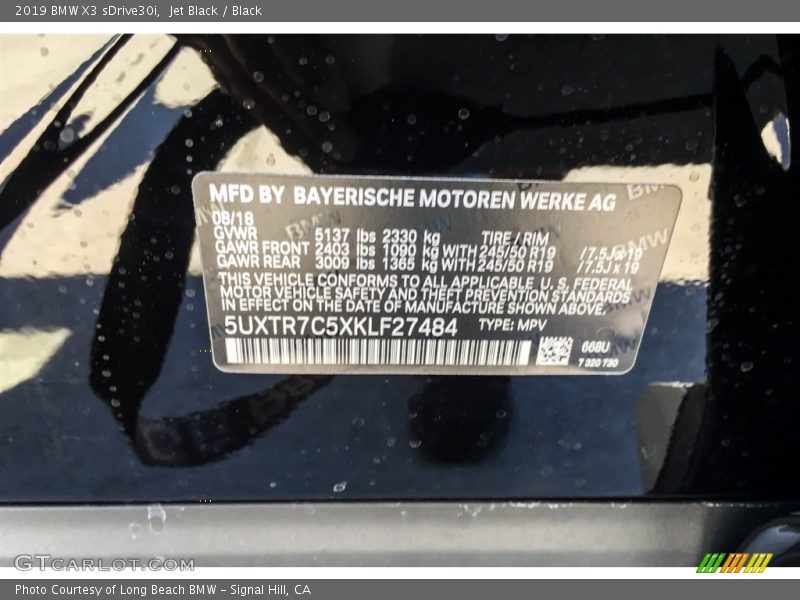 2019 BMW X3 sDrive30i, Jet Black / Black
MFD BY BAYERISCHE MOTOREN WERKE AG
08/18
GVWR 5137 lbs 2330 kg TIRE / RIM
GAWR FRONT 2403 lbs 1090 kg WITH 245/50 R19 / 7.5J x 19
GAWR REAR 3009 lbs 1365 kg WITH 245/50 R19 / 7.5J x 19
THIS VEHICLE CONFORMS TO ALL APPLICABLE U. S. FEDERAL
MOTOR VEHICLE SAFETY AND THEFT PREVENTION STANDARDS
IN EFFECT ON THE DATE OF MANUFACTURE SHOWN ABOVE.
5UXTR7C5XKLF27484 TYPE: MPV
668U
7 320 730
GTCARLOT.COM
Photo Courtesy of Long Beach BMW - Signal Hill, CA